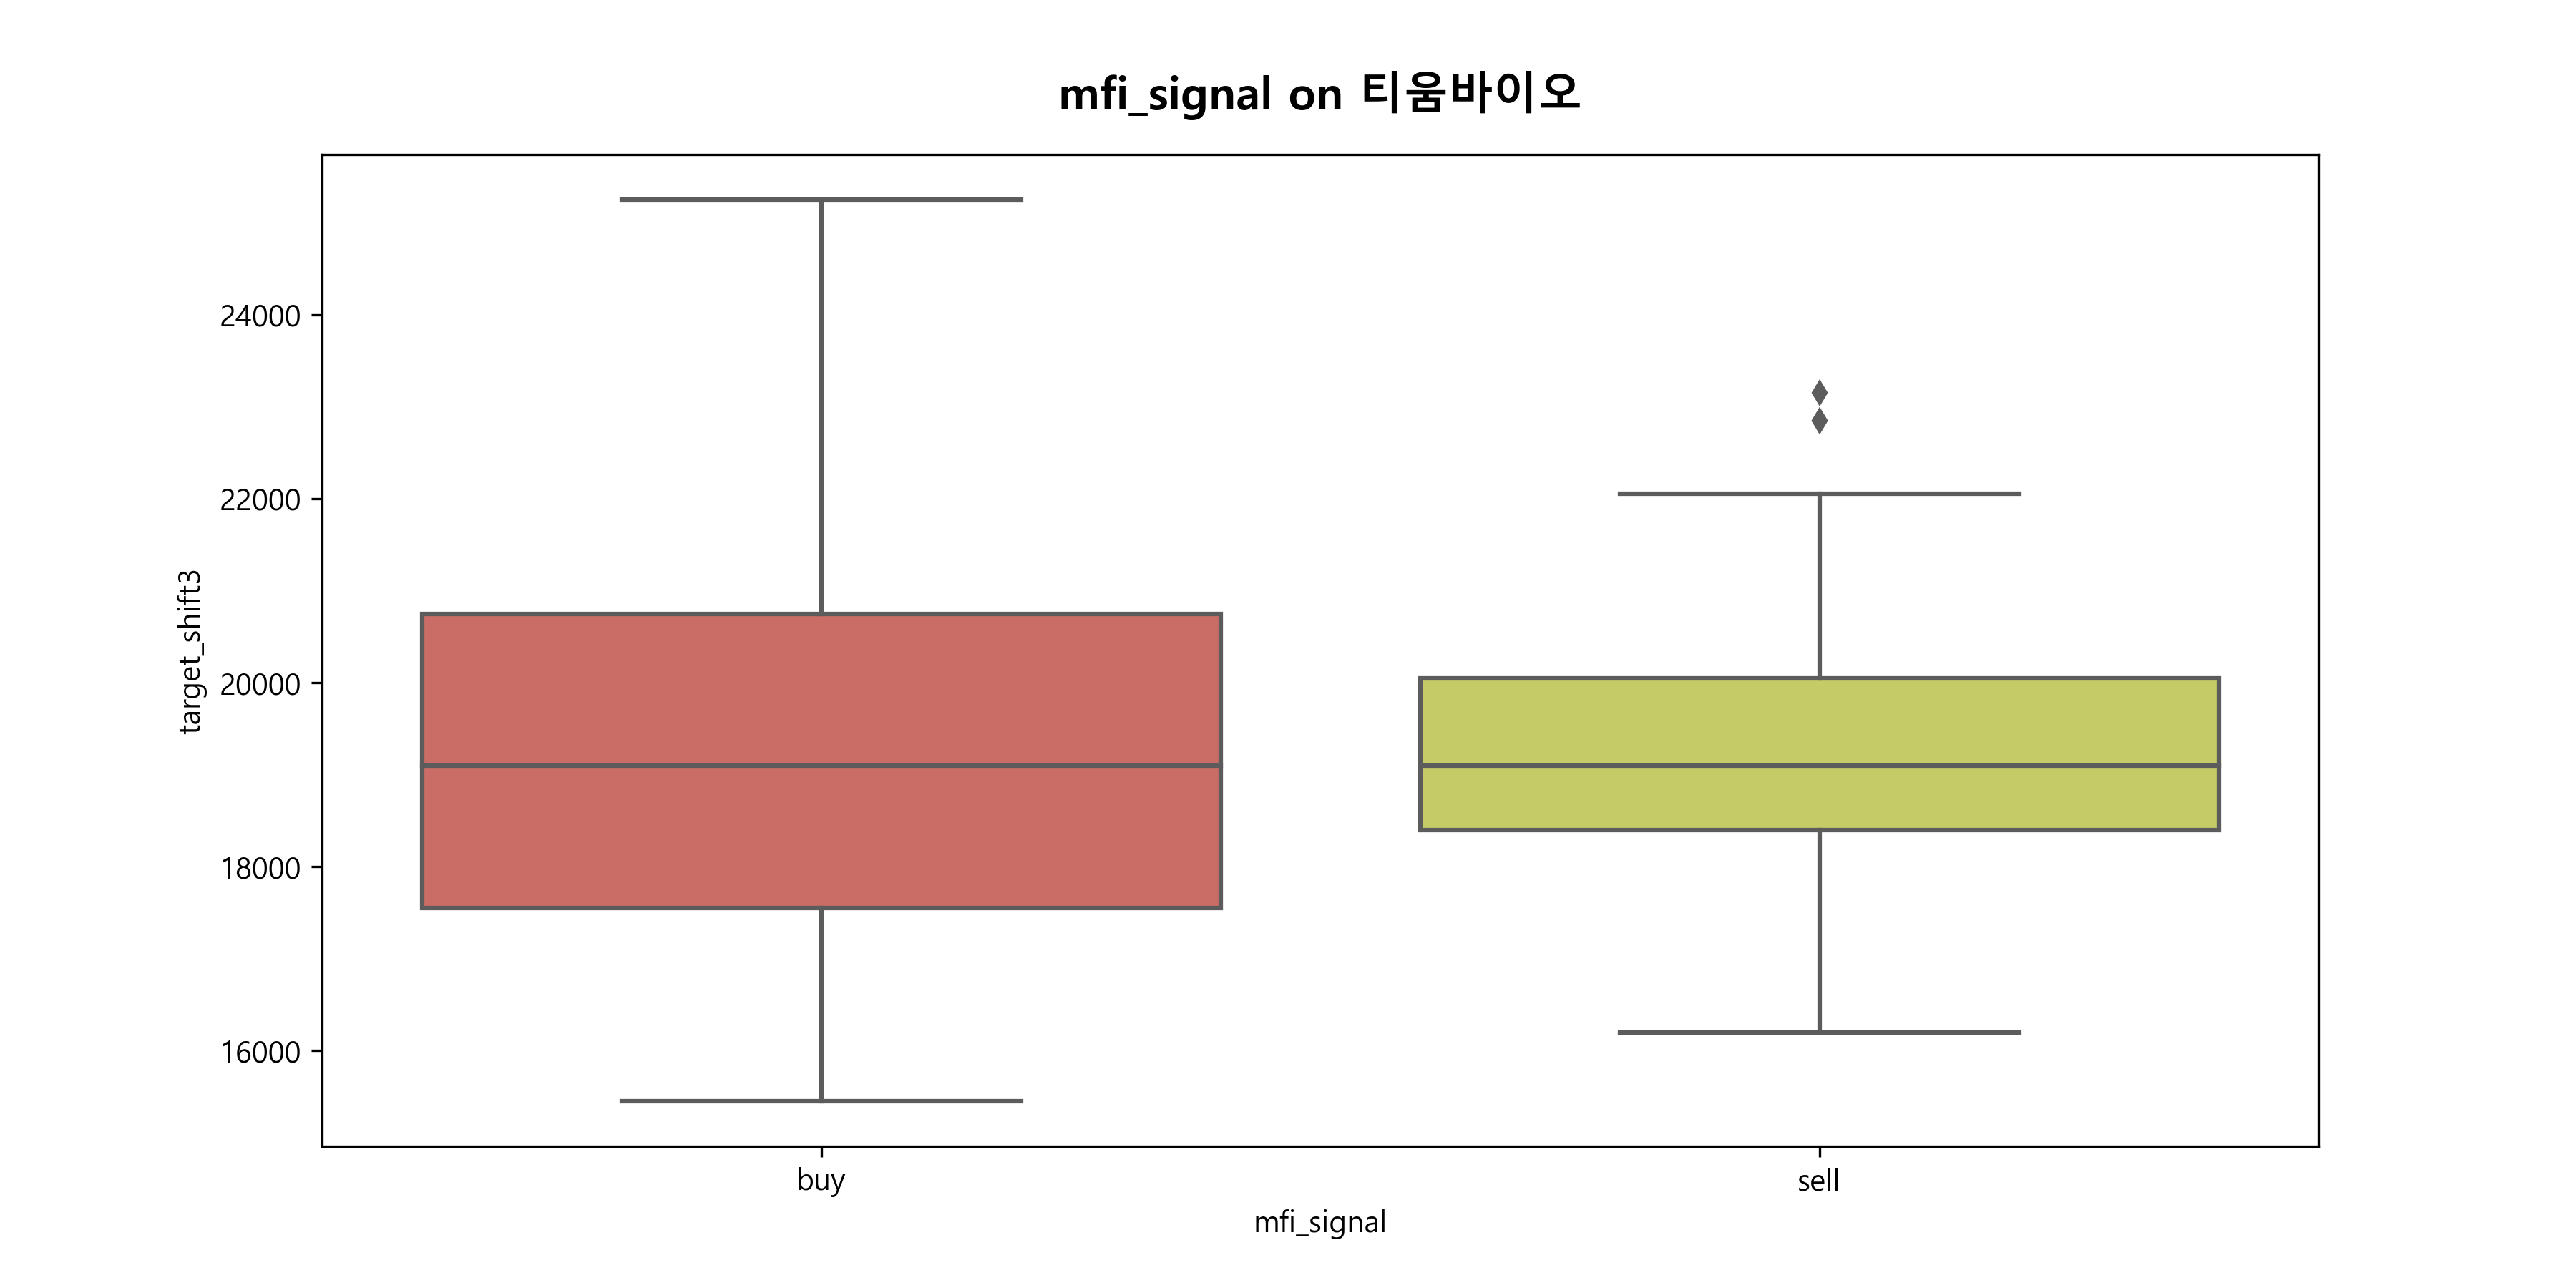 mfi_signal on 티움바이오
24000
22000
20000
18000
16000
target_shift3
buy
sell
mfi_signal